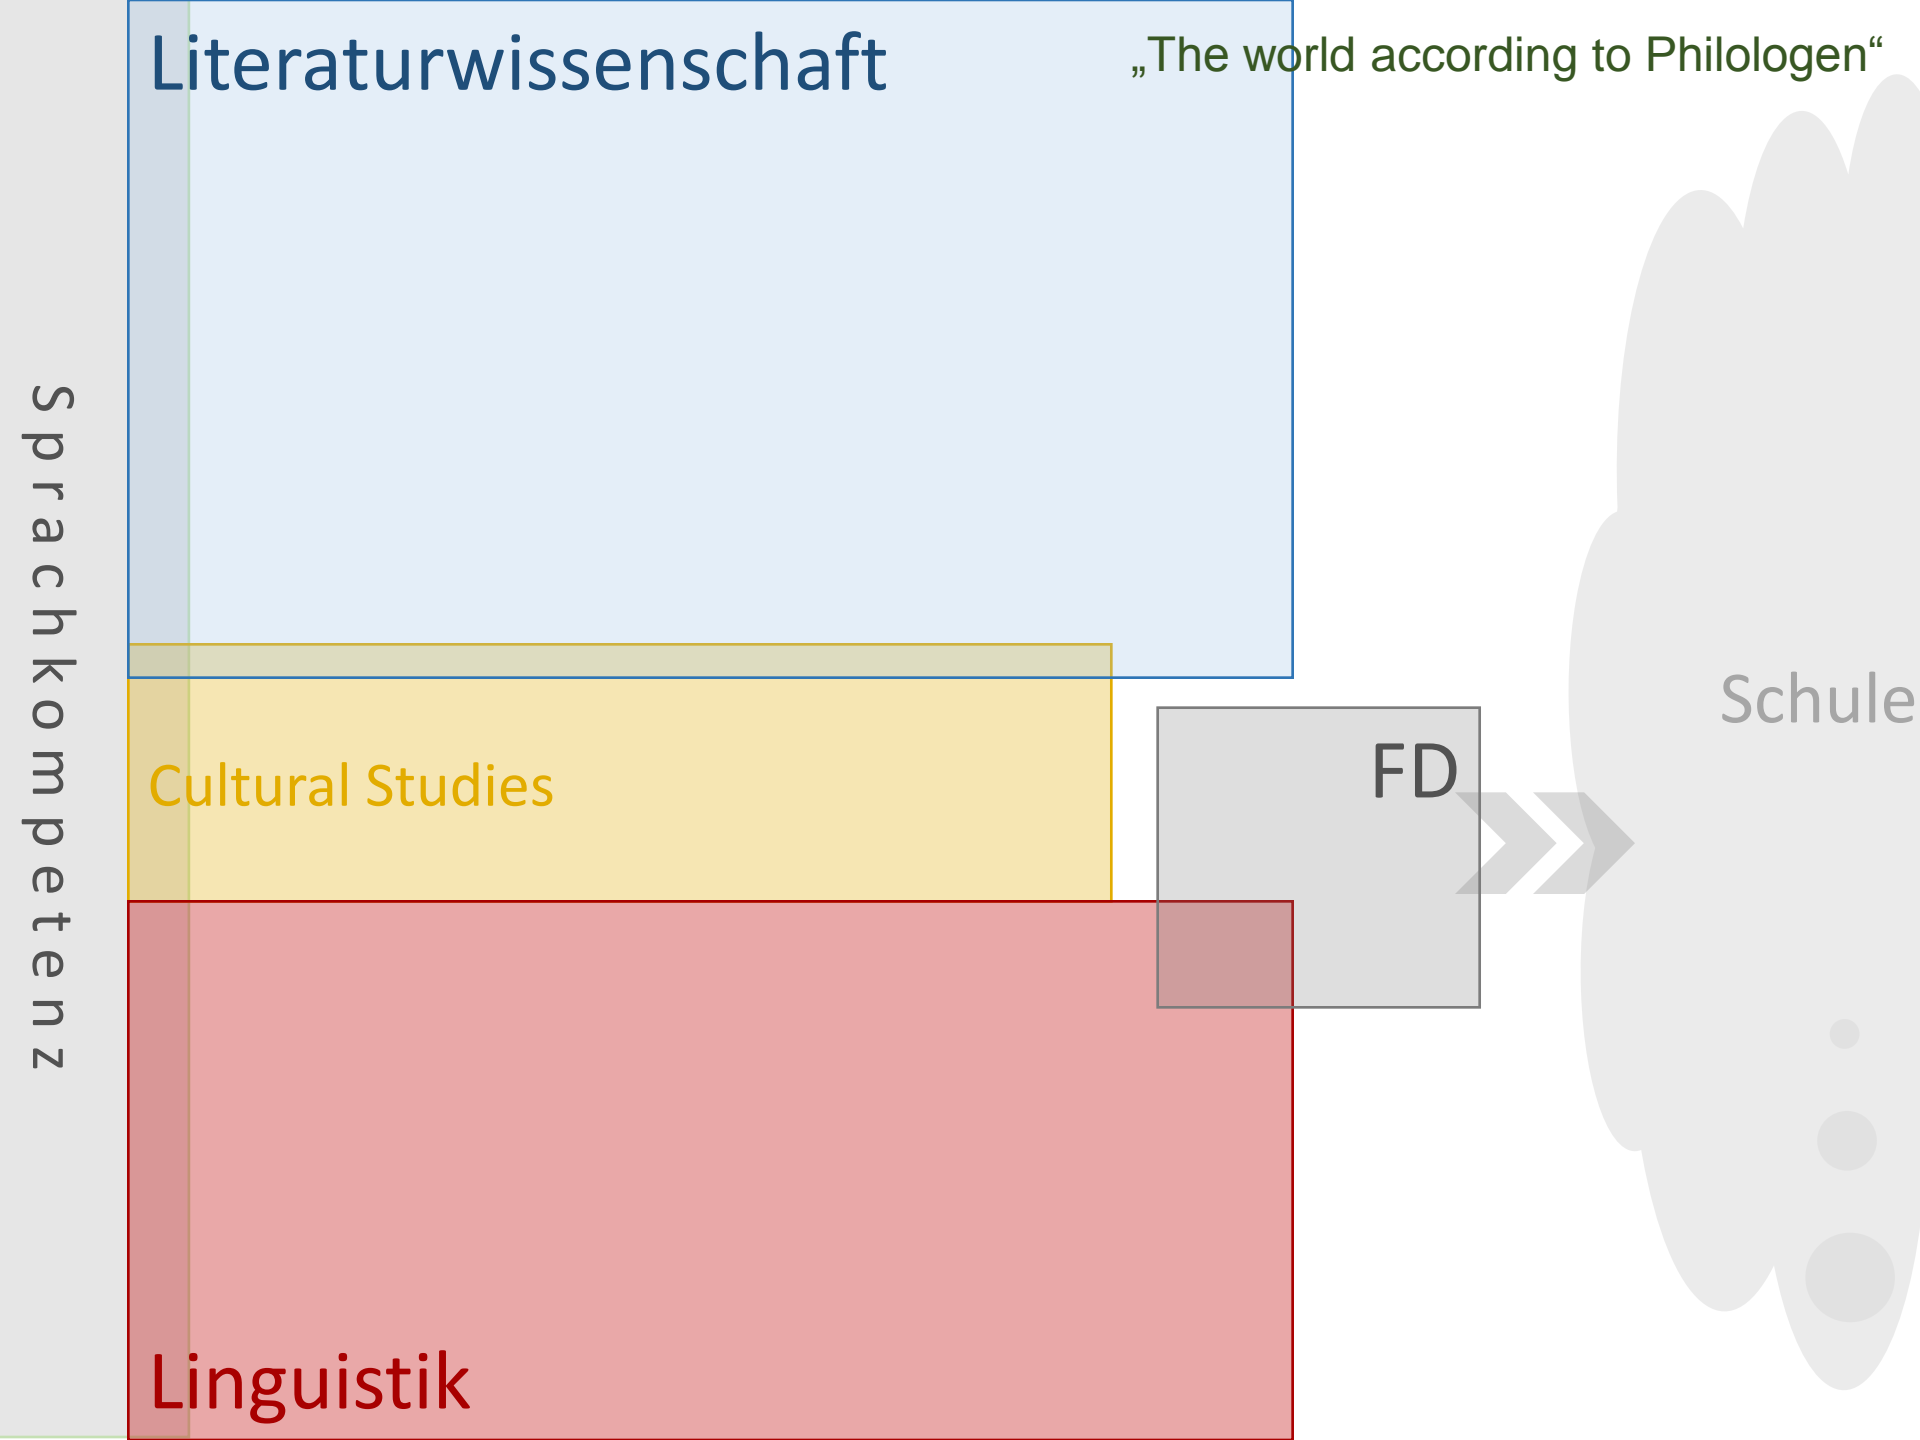 Literaturwissenschaft
„The world according to Philologen“
Sprachkompetenz
Schule
FD
Cultural Studies
Linguistik